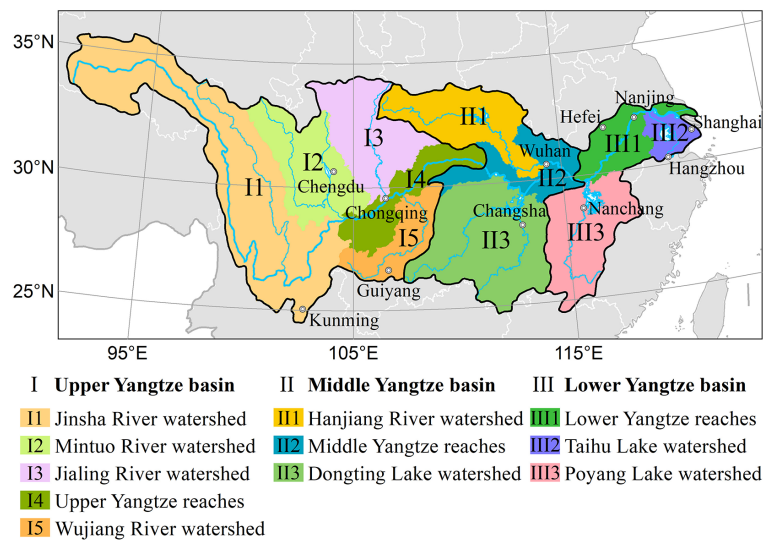 35°N
30°N
25°N
95°E
105°E
115°E
I1
I2
I3
I4
I5
II1
II2
II3
III1
III2
III3
Nanjing
Hefei
Shanghai
Wuhan
Hangzhou
Chengdu
Chongqing
Changsha
Nanchang
Guiyang
Kunming
I Upper Yangtze basin
I1 Jinsha River watershed
I2 Mintuo River watershed
I3 Jialing River watershed
I4 Upper Yangtze reaches
I5 Wujiang River watershed
II Middle Yangtze basin
II1 Hanjiang River watershed
II2 Middle Yangtze reaches
II3 Dongting Lake watershed
III Lower Yangtze basin
III1 Lower Yangtze reaches
III2 Taihu Lake watershed
III3 Poyang Lake watershed